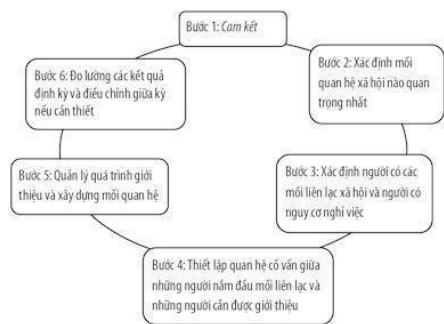 Bước 1: Cam kết
Bước 2: Xác định mối
quan hệ xã hội nào quan
trọng nhất
Bước 3: Xác định người có các
mối liên lạc xã hội và người có
nguy cơ nghỉ việc
Bước 4: Thiết lập quan hệ cố vấn giữa
những người nắm đầu mối liên lạc và
những người cần được giới thiệu
Bước 5: Quản lý quá trình giới
thiệu và xây dựng mối quan hệ
Bước 6: Đo lường các kết quả
định kỳ và điều chỉnh giữa kỳ
nếu cần thiết